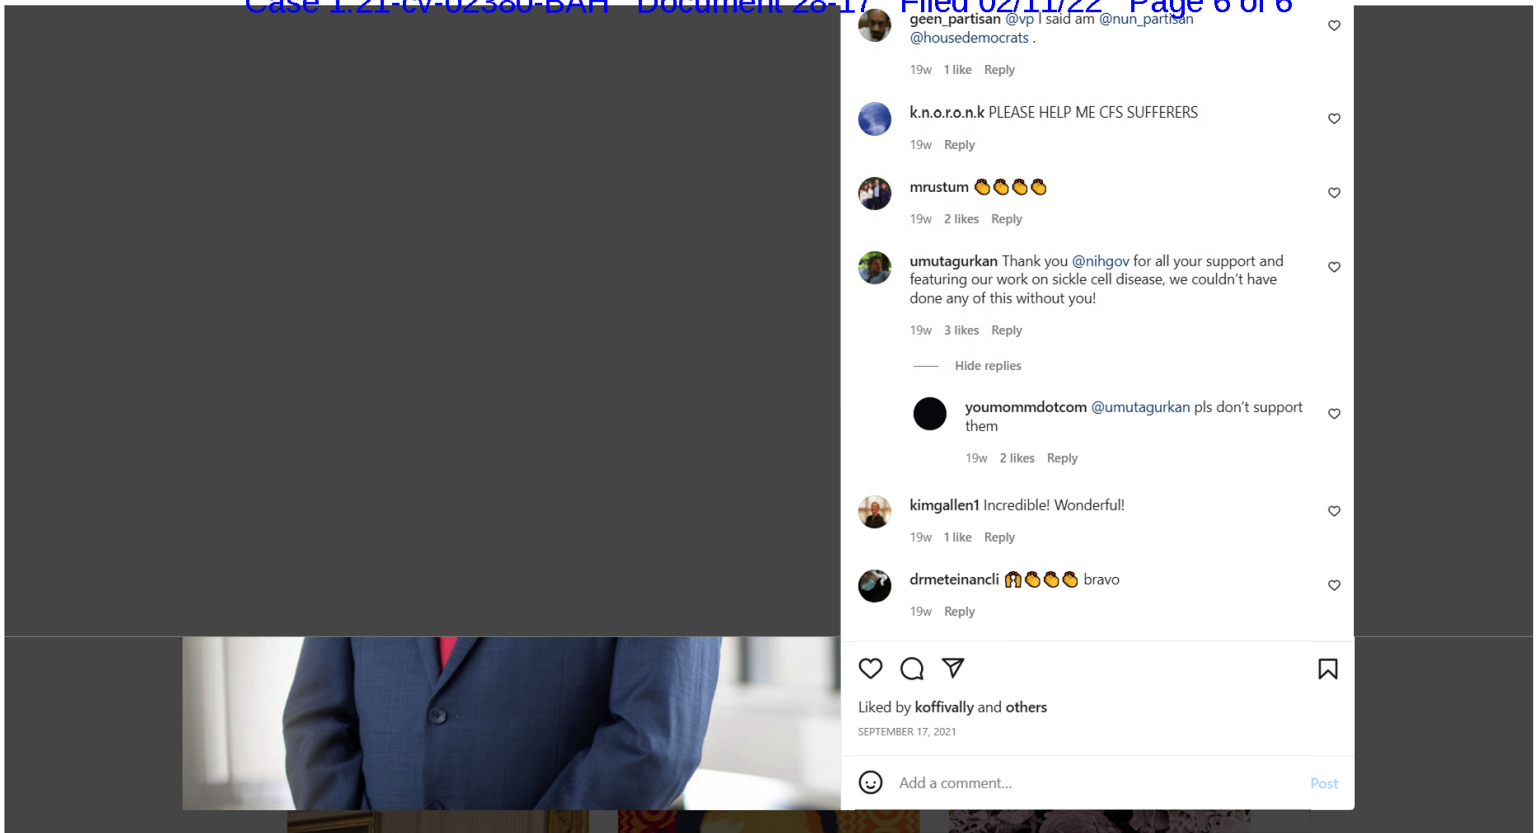 Case 1:21-cv-02380-BAH Document 28-17 Filed 02/11/22 Page 6 of 6
geen_partisan @vp I said am @nun_partisan
@housedemocrats .
19w 1 like Reply
k.n.o.r.o.n.k PLEASE HELP ME CFS SUFFERERS
19w Reply
mrustum 👏👏👏👏
19w 2 likes Reply
umutagurkan Thank you @nihgov for all your support and
featuring our work on sickle cell disease, we couldn't have
done any of this without you!
19w 3 likes Reply
Hide replies
youmommdotcom @umutagurkan pls don't support
them
19w 2 likes Reply
kimgallen1 Incredible! Wonderful!
19w 1 like Reply
drmeteinancli 🙌👏👏👏 bravo
19w Reply
Liked by koffivally and others
SEPTEMBER 17, 2021
Add a comment... Post